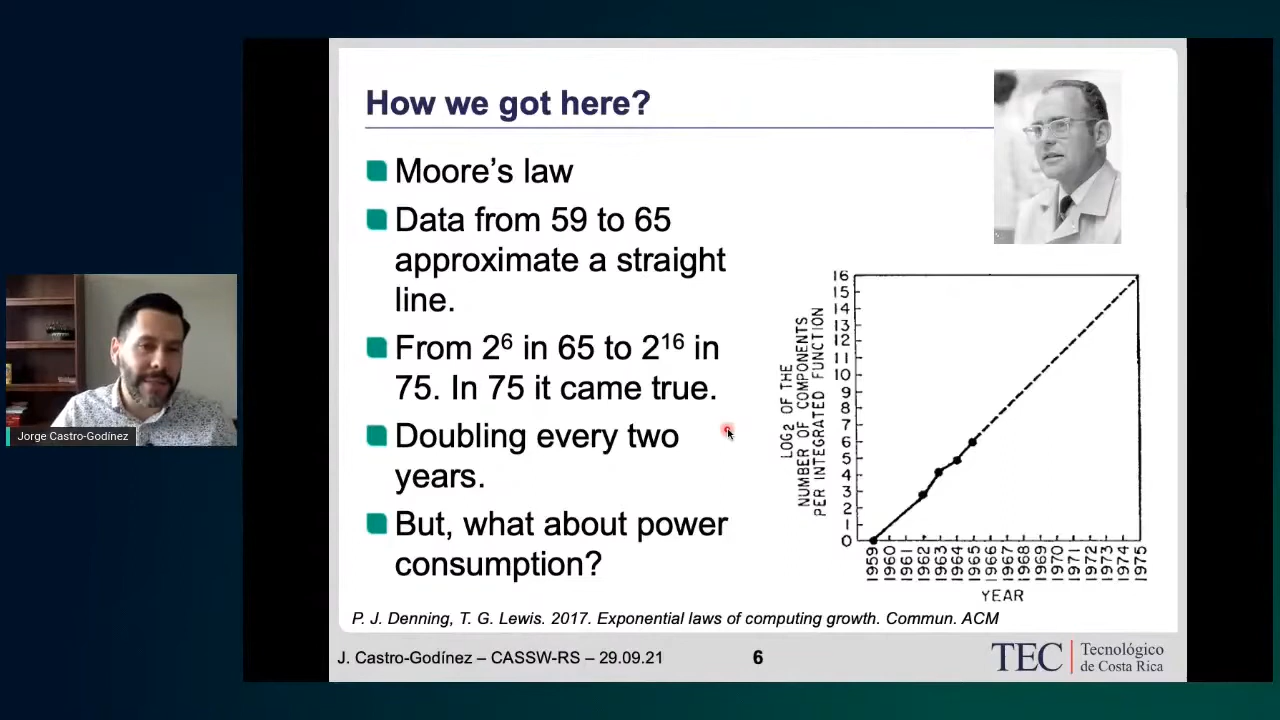 How we got here?
Moore's law
Data from 59 to 65
approximate a straight
line.
From 2⁶ in 65 to 2¹⁶ in
75. In 75 it came true.
Doubling every two
years.
But, what about power
consumption?
LOG₂ OF THE
NUMBER OF COMPONENTS
PER INTEGRATED FUNCTION
16
15
14
13
12
11
10
9
8
7
6
5
4
3
2
1
0
1959
1960
1961
1962
1963
1964
1965
1966
1967
1968
1969
1970
1971
1972
1973
1974
1975
YEAR
P. J. Denning, T. G. Lewis. 2017. Exponential laws of computing growth. Commun. ACM
J. Castro-Godínez – CASSW-RS – 29.09.21
6
TEC
Tecnológico
de Costa Rica
Jorge Castro-Godínez